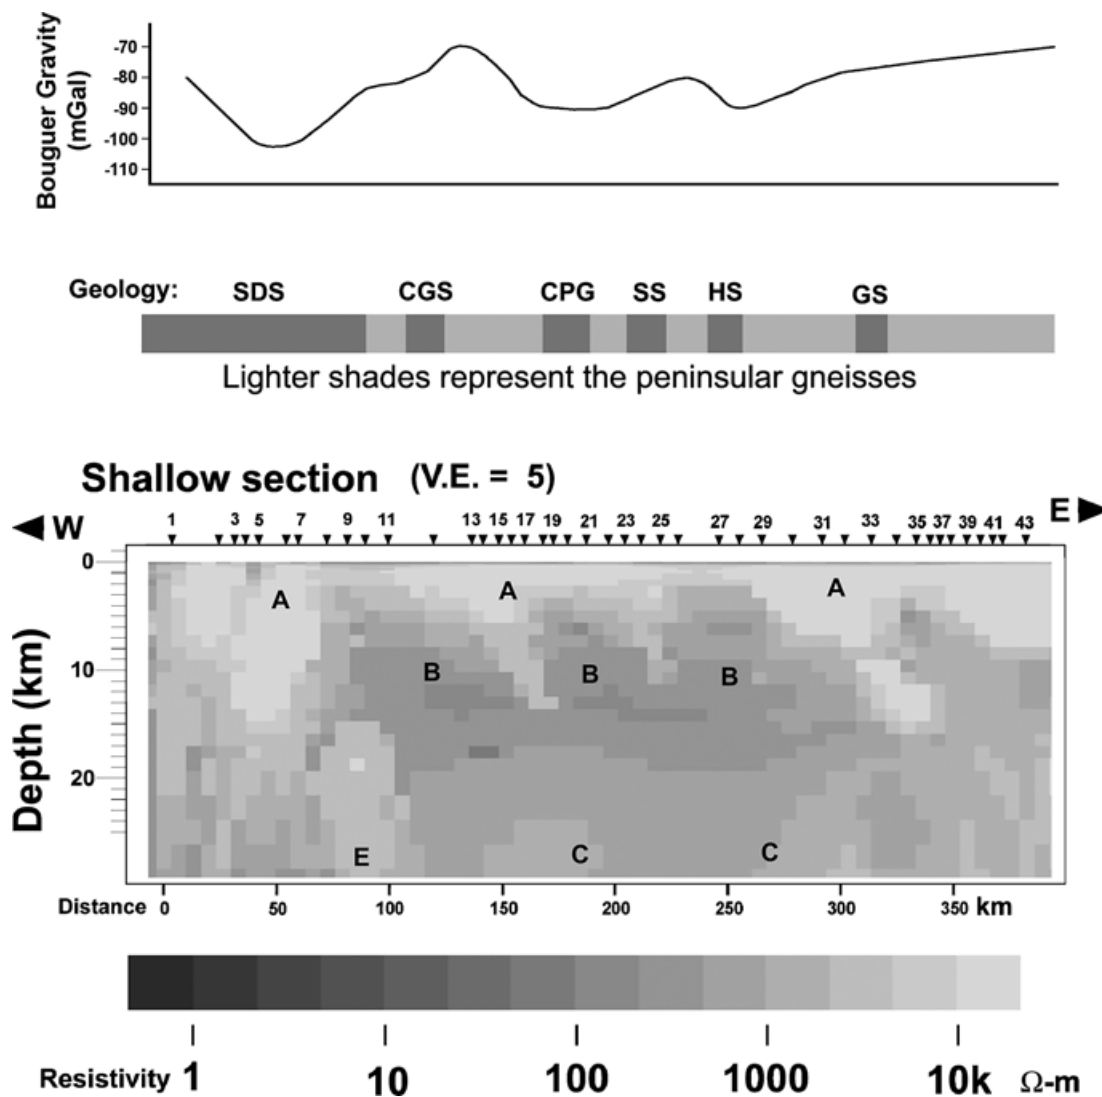 Bouguer Gravity
(mGal)
-70
-80
-90
-100
-110
Geology: SDS CGS CPG SS HS GS
Lighter shades represent the peninsular gneisses
Shallow section (V.E. = 5)
W E
1 3 5 7 9 11 13 15 17 19 21 23 25 27 29 31 33 35 37 39 41 43
Depth (km)
0
10
20
A A A
B B B
E C C
Distance 0 50 100 150 200 250 300 350 km
Resistivity 1 10 100 1000 10k Ω-m